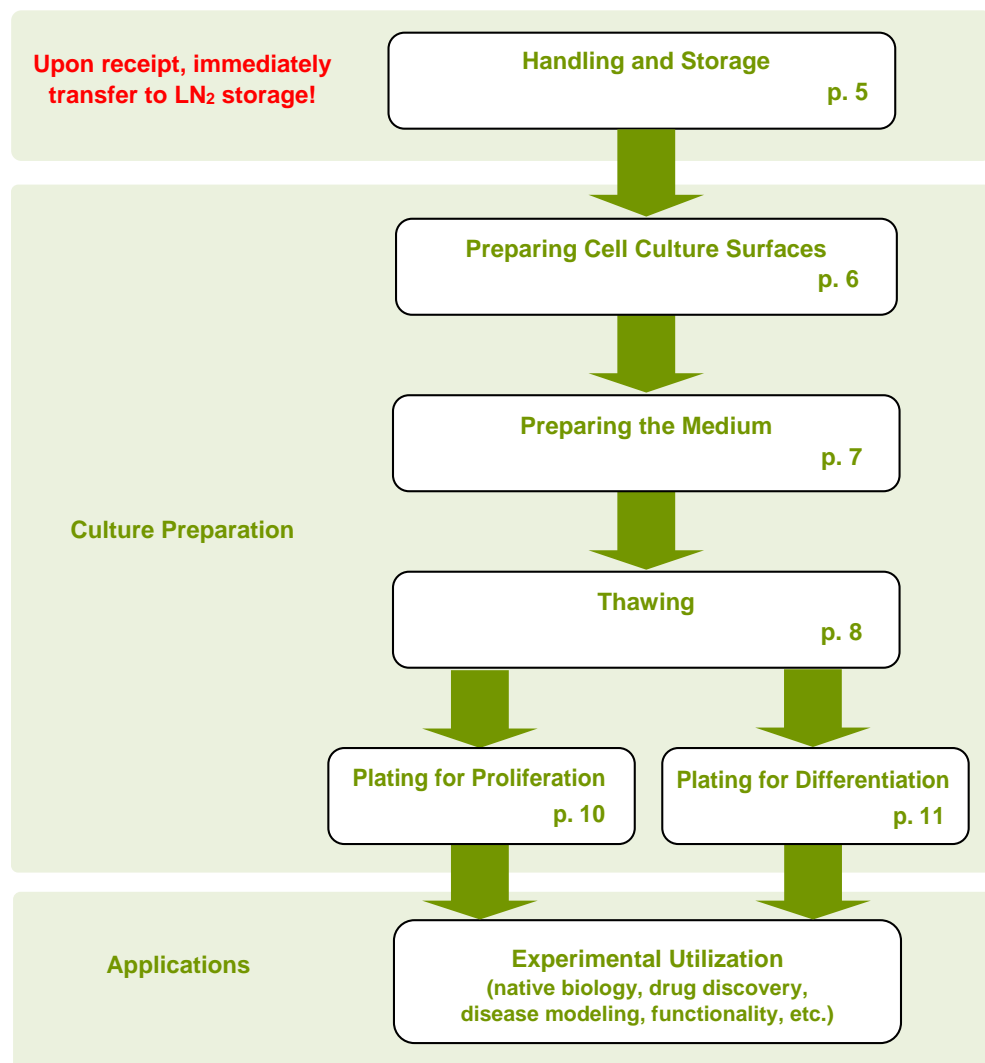 Upon receipt, immediately
transfer to LN₂ storage!
Handling and Storage
p. 5
Preparing Cell Culture Surfaces
p. 6
Preparing the Medium
p. 7
Culture Preparation
Thawing
p. 8
Plating for Proliferation
p. 10
Plating for Differentiation
p. 11
Applications
Experimental Utilization
(native biology, drug discovery,
disease modeling, functionality, etc.)